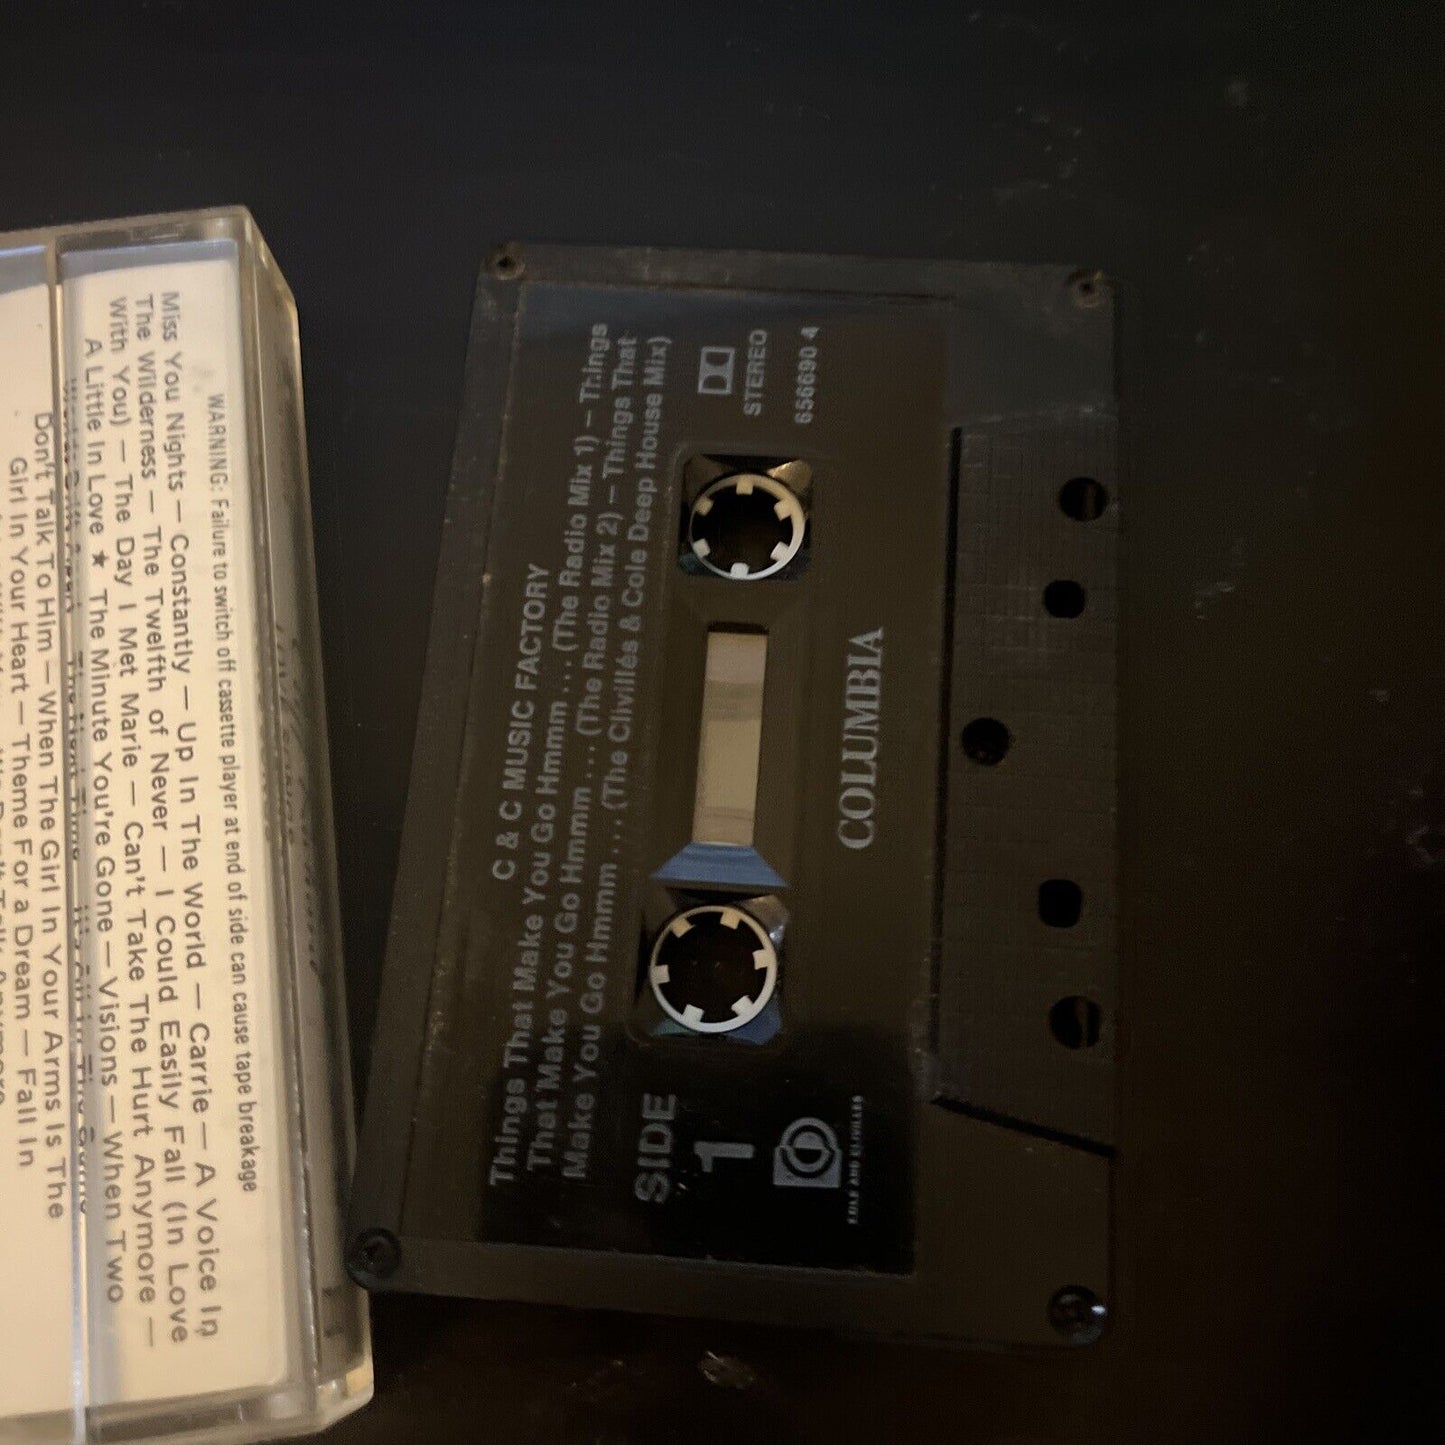 WARNING: Failure to switch off cassette player at end of side can cause tape breakage
Miss You Nights — Constantly — Up In The World — Carrie — A Voice In
The Wilderness — The Twelfth of Never — I Could Easily Fall (In Love
With You) — The Day I Met Marie — Can't Take The Hurt Anymore —
A Little In Love ★ The Minute You're Gone — Visions — When Two
Don't Talk To Him — When The Girl In Your Arms Is The
Girl In Your Heart — Theme For a Dream — Fall In
C & C MUSIC FACTORY
Things That Make You Go Hmmm ... (The Radio Mix 1) – Things
That Make You Go Hmmm ... (The Radio Mix 2) – Things That
Make You Go Hmmm ... (The Clivillés & Cole Deep House Mix)
SIDE
1
STEREO
656690 4
COLUMBIA
COLE AND CLIVILLES